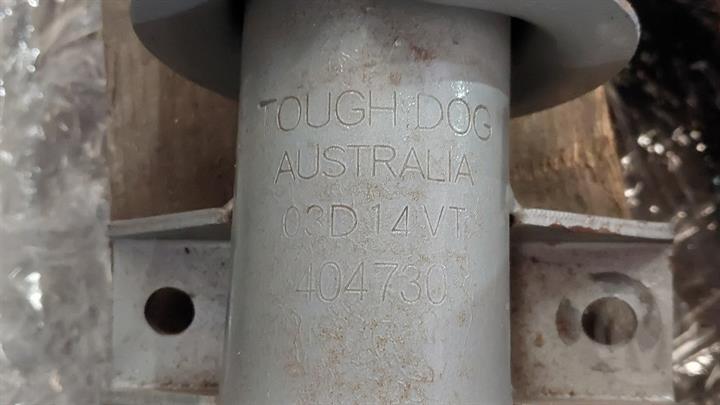 TOUGH DOG
AUSTRALIA
03D 14 VT
404730